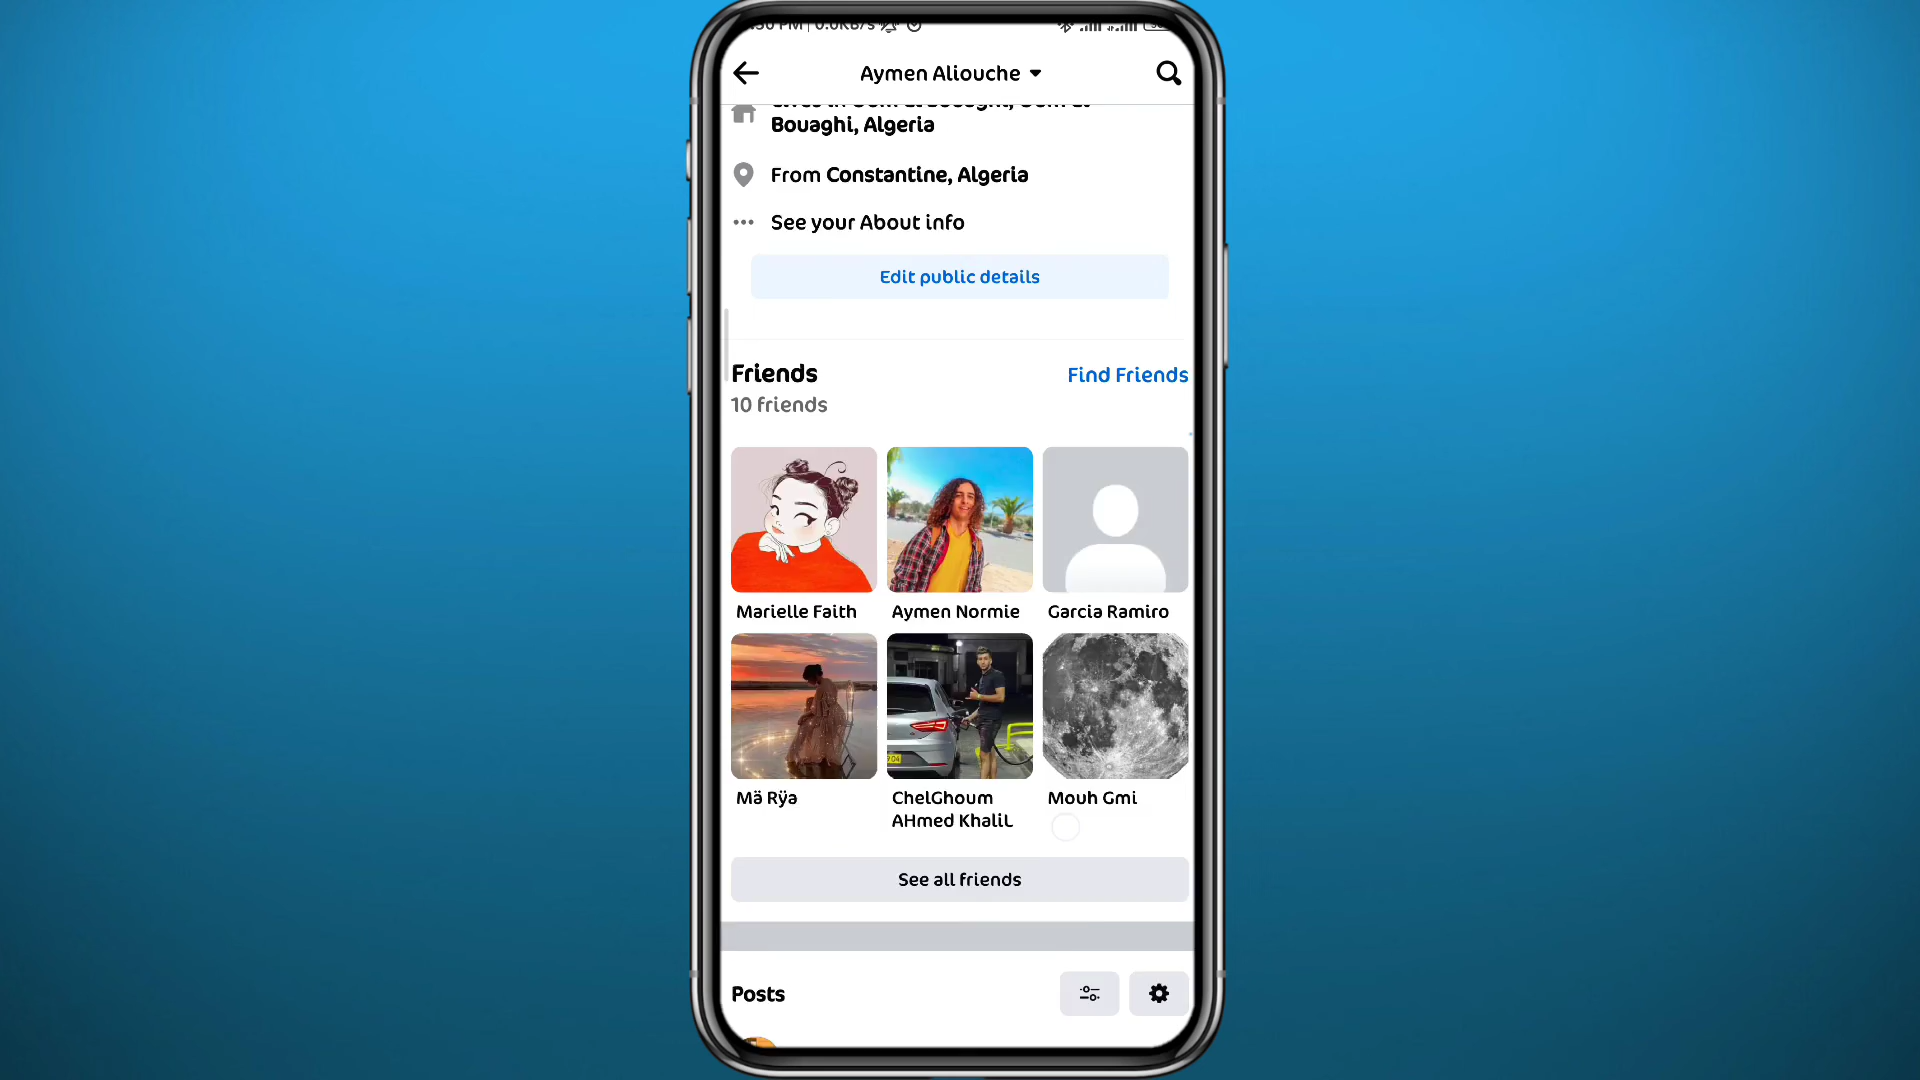 Aymen Aliouche
Bouaghi, Algeria
From Constantine, Algeria
See your About info
Edit public details
Friends
Find Friends
10 friends
Marielle Faith
Aymen Normie
Garcia Ramiro
Mä Rÿa
ChelGhoum
AHmed KhaliL
Mouh Gmi
See all friends
Posts